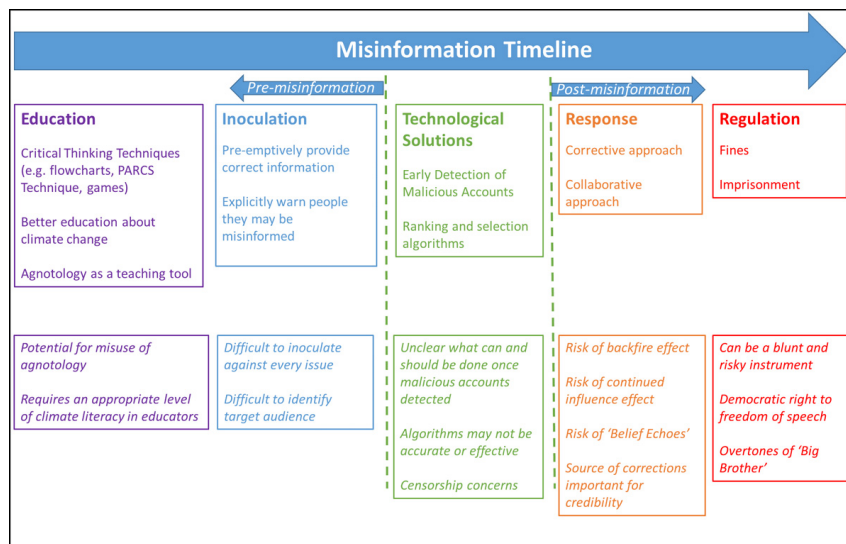 Misinformation Timeline
Pre-misinformation
Post-misinformation
Education
Critical Thinking Techniques
(e.g. flowcharts, PARCS
Technique, games)
Better education about
climate change
Agnotology as a teaching tool
Inoculation
Pre-emptively provide
correct information
Explicitly warn people
they may be
misinformed
Technological
Solutions
Early Detection of
Malicious Accounts
Ranking and selection
algorithms
Response
Corrective approach
Collaborative
approach
Regulation
Fines
Imprisonment
Potential for misuse of
agnotology
Requires an appropriate level
of climate literacy in educators
Difficult to inoculate
against every issue
Difficult to identify
target audience
Unclear what can and
should be done once
malicious accounts
detected
Algorithms may not be
accurate or effective
Censorship concerns
Risk of backfire effect
Risk of continued
influence effect
Risk of ‘Belief Echoes’
Source of corrections
important for
credibility
Can be a blunt and
risky instrument
Democratic right to
freedom of speech
Overtones of ‘Big
Brother’